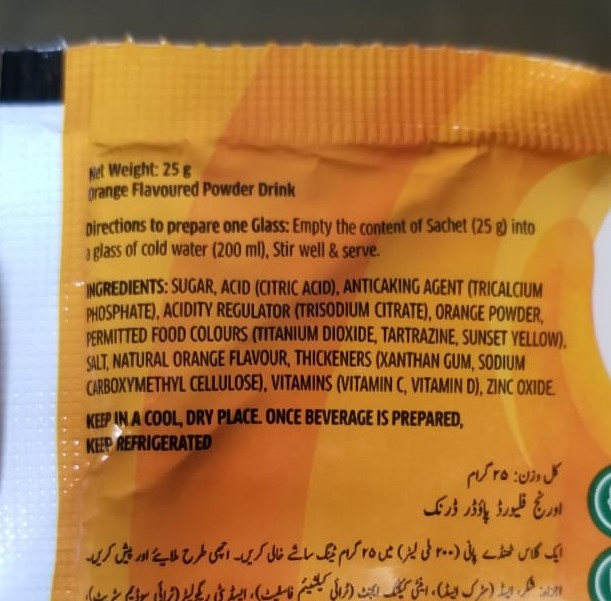 Net Weight: 25 g
Orange Flavoured Powder Drink
Directions to prepare one Glass: Empty the content of Sachet (25 g) into
a glass of cold water (200 ml), Stir well & serve.
INGREDIENTS: SUGAR, ACID (CITRIC ACID), ANTICAKING AGENT (TRICALCIUM
PHOSPHATE), ACIDITY REGULATOR (TRISODIUM CITRATE), ORANGE POWDER,
PERMITTED FOOD COLOURS (TITANIUM DIOXIDE, TARTRAZINE, SUNSET YELLOW),
SALT, NATURAL ORANGE FLAVOUR, THICKENERS (XANTHAN GUM, SODIUM
CARBOXYMETHYL CELLULOSE), VITAMINS (VITAMIN C, VITAMIN D), ZINC OXIDE.
KEEP IN A COOL, DRY PLACE. ONCE BEVERAGE IS PREPARED,
KEEP REFRIGERATED
کل وزن: ۲۵ گرام
اورنج فلیورڈ پاؤڈر ڈرنک
ایک گلاس ٹھنڈے پانی (۲۰۰ ملی لیٹر) میں ۲۵ گرام ٹینگ ساشے خالی کریں۔ اچھی طرح ملایئے اور پیش کریں۔